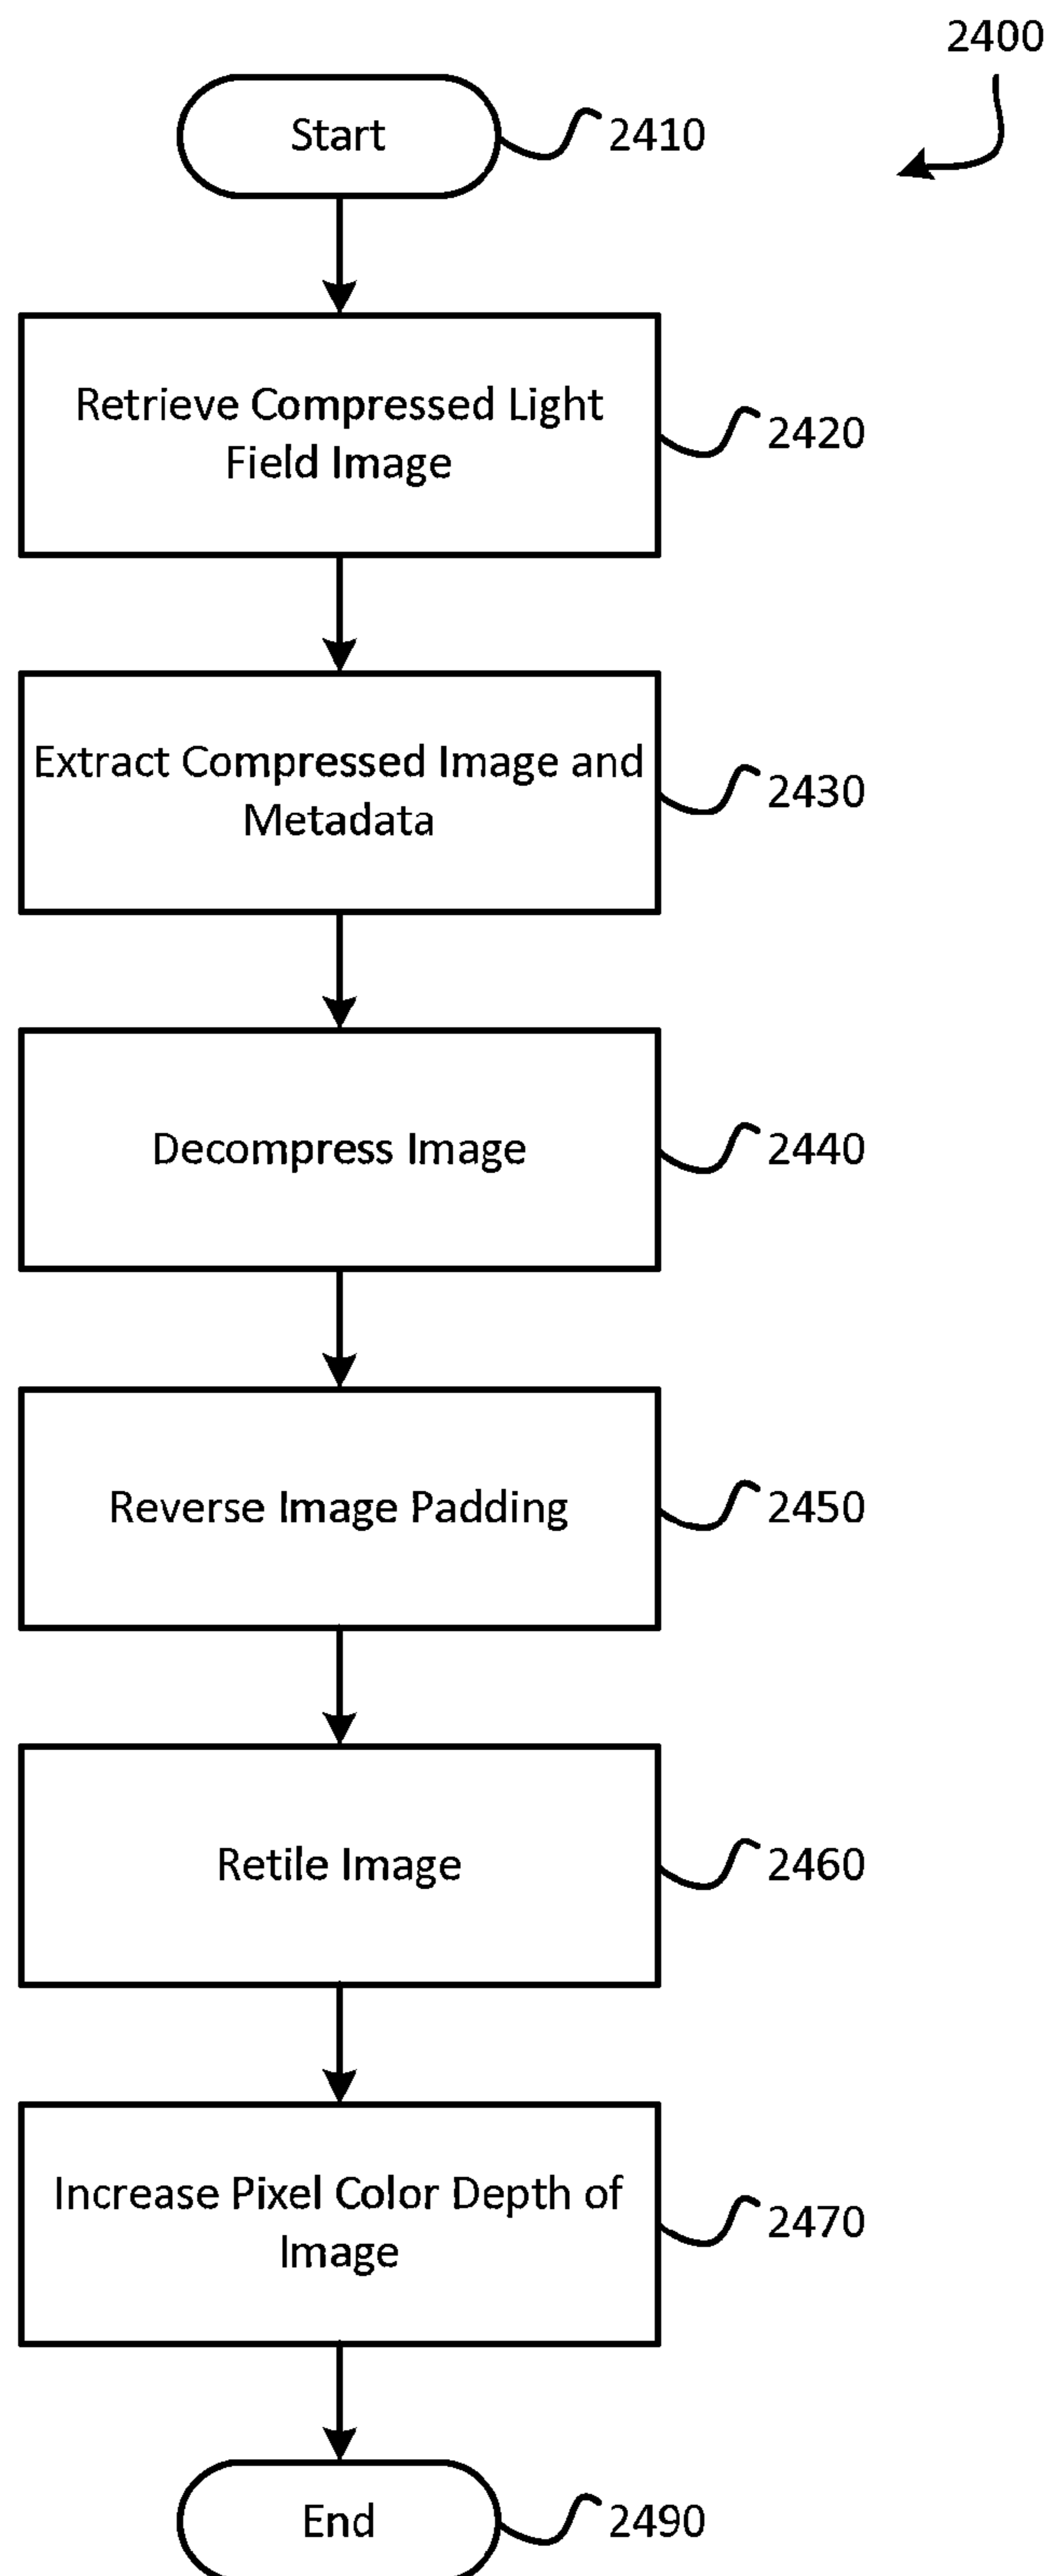 2400
Start
2410
Retrieve Compressed Light
Field Image
2420
Extract Compressed Image and
Metadata
2430
Decompress Image
2440
Reverse Image Padding
2450
Retile Image
2460
Increase Pixel Color Depth of
Image
2470
End
2490